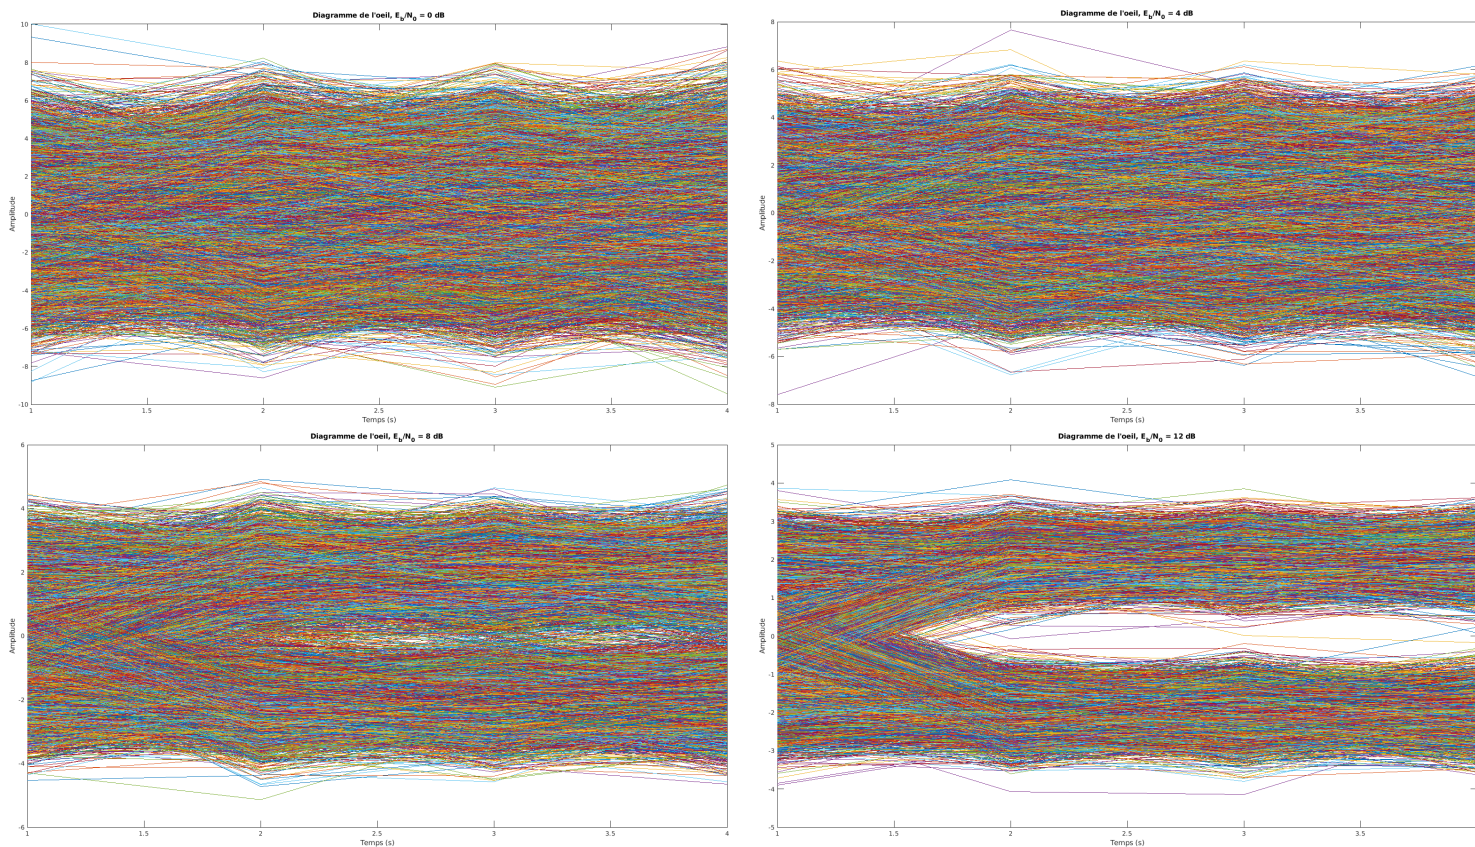 Diagramme de l'oeil, E_b/N_0 = 0 dB
10
8
6
4
2
0
-2
-4
-6
-8
-10
Amplitude
1 1.5 2 2.5 3 3.5 4
Temps (s)
Diagramme de l'oeil, E_b/N_0 = 4 dB
8
6
4
2
0
-2
-4
-6
-8
Amplitude
1 1.5 2 2.5 3 3.5
Temps (s)
Diagramme de l'oeil, E_b/N_0 = 8 dB
6
4
2
0
-2
-4
-6
Amplitude
1 1.5 2 2.5 3 3.5 4
Temps (s)
Diagramme de l'oeil, E_b/N_0 = 12 dB
5
4
3
2
1
0
-1
-2
-3
-4
-5
Amplitude
1 1.5 2 2.5 3 3.5
Temps (s)